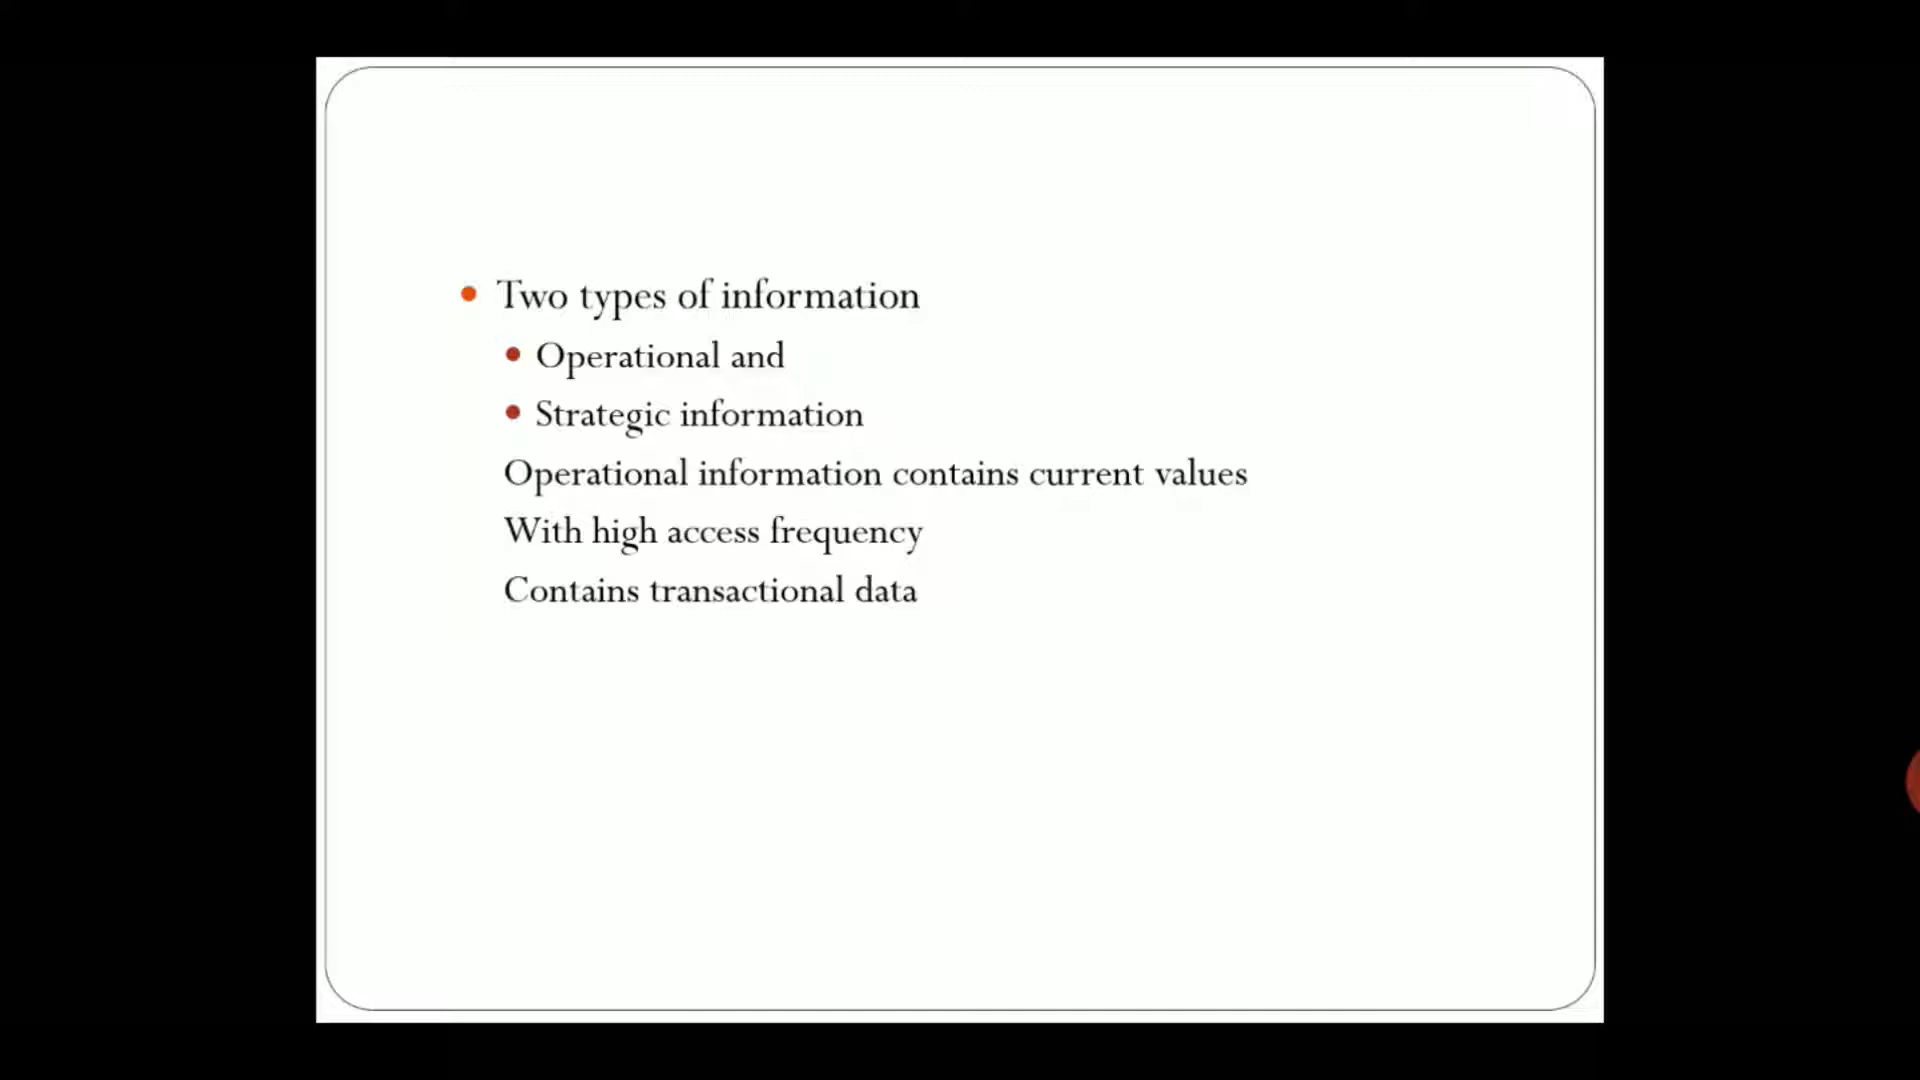 Two types of information
Operational and
Strategic information
Operational information contains current values
With high access frequency
Contains transactional data